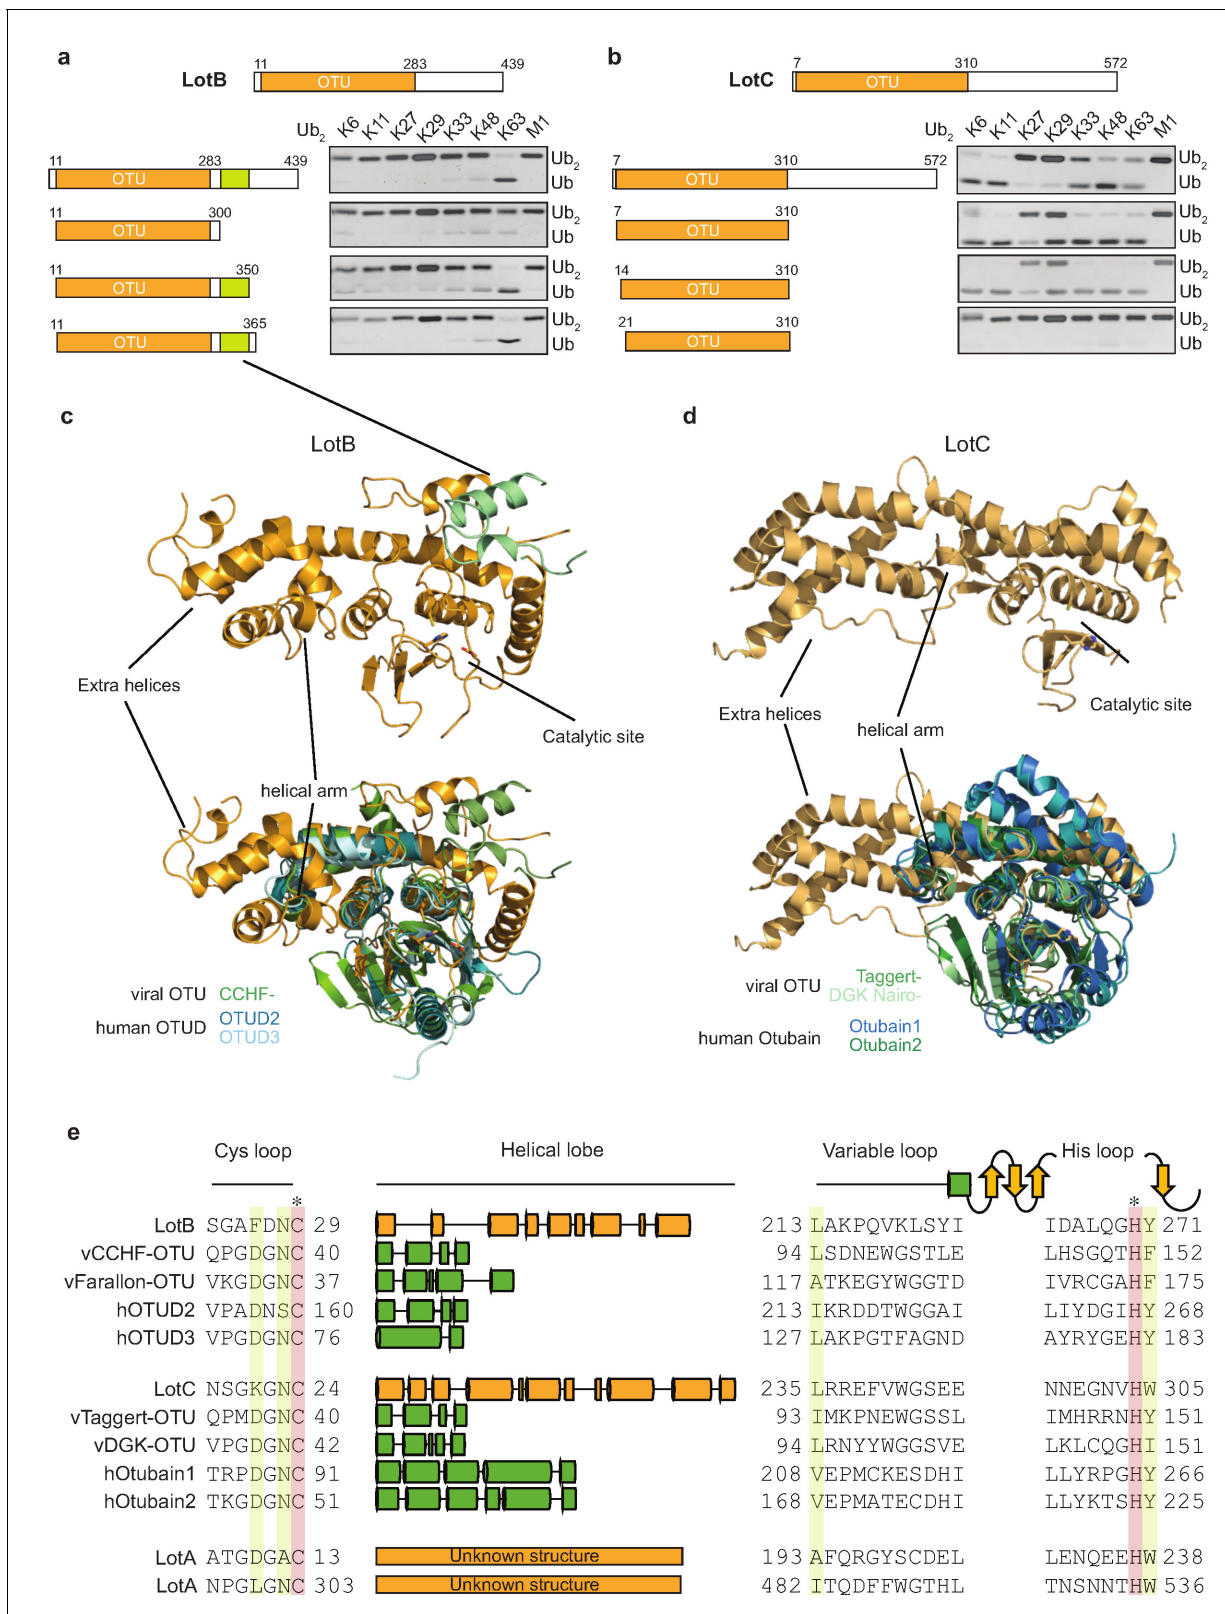 a
LotB
11
283
439
OTU
Ub2
K6 K11 K27 K29 K33 K48 K63 M1
11
283
439
OTU
Ub2
Ub
11
300
OTU
Ub2
Ub
11
350
OTU
Ub2
Ub
11
365
OTU
Ub2
Ub
b
LotC
7
310
572
OTU
Ub2
K6 K11 K27 K29 K33 K48 K63 M1
7
310
572
OTU
Ub2
Ub
7
310
OTU
Ub2
Ub
14
310
OTU
Ub2
Ub
21
310
OTU
Ub2
Ub
c
LotB
Extra helices
Catalytic site
helical arm
viral OTU CCHF-
human OTUD OTUD2
OTUD3
d
LotC
Extra helices
helical arm
Catalytic site
viral OTU Taggert-
DGK Nairo-
human Otubain Otubain1
Otubain2
e
Cys loop Helical lobe Variable loop His loop
* *
LotB SGAFDNC 29 213 LAKPQVKLSYI IDALQGHY 271
vCCHF-OTU QPGDGNC 40 94 LSDNEWGSTLE LHSGQTHF 152
vFarallon-OTU VKGDGNC 37 117 ATKEGYWGGTD IVRCGAHF 175
hOTUD2 VPADNSC 160 213 IKRDDTWGGAI LIYDGIHY 268
hOTUD3 VPGDGNC 76 127 LAKPGTFAGND AYRYGEHY 183
LotC NSGKGNC 24 235 LRREFVWGSEE NNEGNVHW 305
vTaggert-OTU QPMDGNC 40 93 IMKPNEWGSSL IMHRRNHY 151
vDGK-OTU VPGDGNC 42 94 LRNYYWGGSVE LKLCQGHI 151
hOtubain1 TRPDGNC 91 208 VEPMCKESDHI LLYRPGHY 266
hOtubain2 TKGDGNC 51 168 VEPMATECDHI LLYKTSHY 225
LotA ATGDGAC 13 Unknown structure 193 AFQRGYSCDEL LENQEEHW 238
LotA NPGLGNC 303 Unknown structure 482 ITQDFFWGTHL TNSNNTHW 536